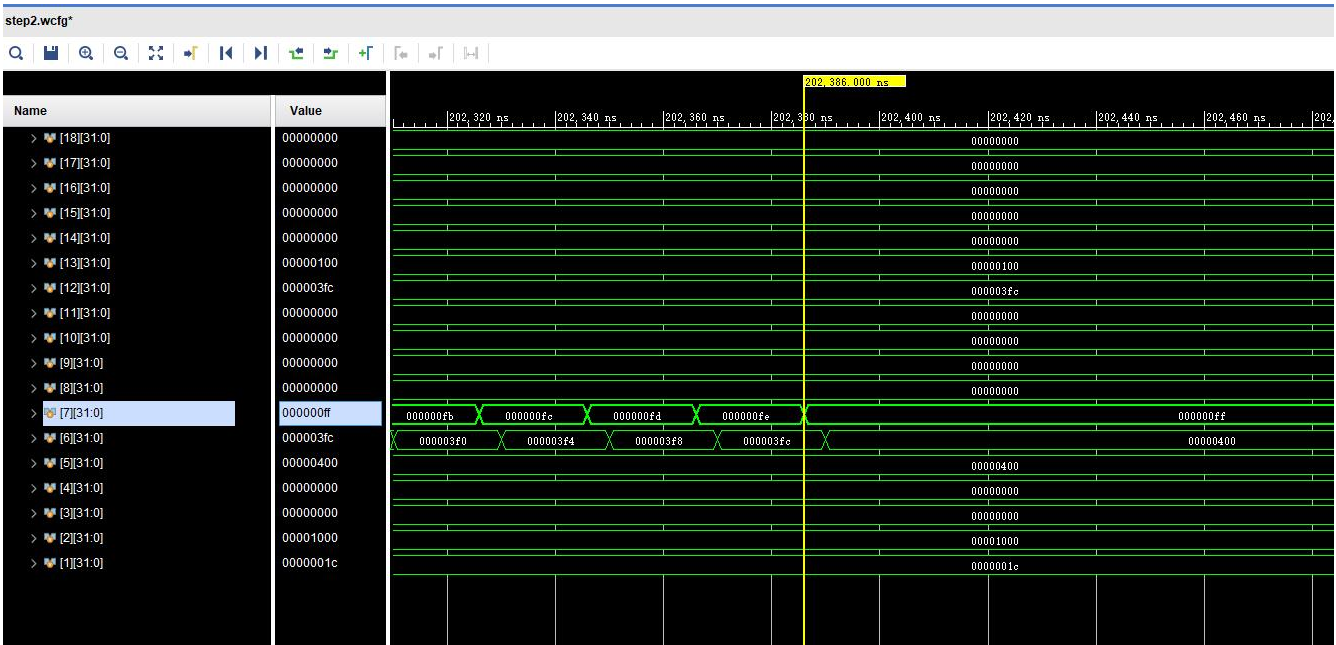 step2.wcfg*
202,386.000 ns
Name Value
202,320 ns 202,340 ns 202,360 ns 202,380 ns 202,400 ns 202,420 ns 202,440 ns 202,460 ns 202,
[18][31:0] 00000000 00000000
[17][31:0] 00000000 00000000
[16][31:0] 00000000 00000000
[15][31:0] 00000000 00000000
[14][31:0] 00000000 00000000
[13][31:0] 00000100 00000100
[12][31:0] 000003fc 000003fc
[11][31:0] 00000000 00000000
[10][31:0] 00000000 00000000
[9][31:0] 00000000 00000000
[8][31:0] 00000000 00000000
[7][31:0] 000000ff 000000fb 000000fc 000000fd 000000fe 000000ff
[6][31:0] 000003fc 000003f0 000003f4 000003f8 000003fc 00000400
[5][31:0] 00000400 00000400
[4][31:0] 00000000 00000000
[3][31:0] 00000000 00000000
[2][31:0] 00001000 00001000
[1][31:0] 0000001c 0000001c